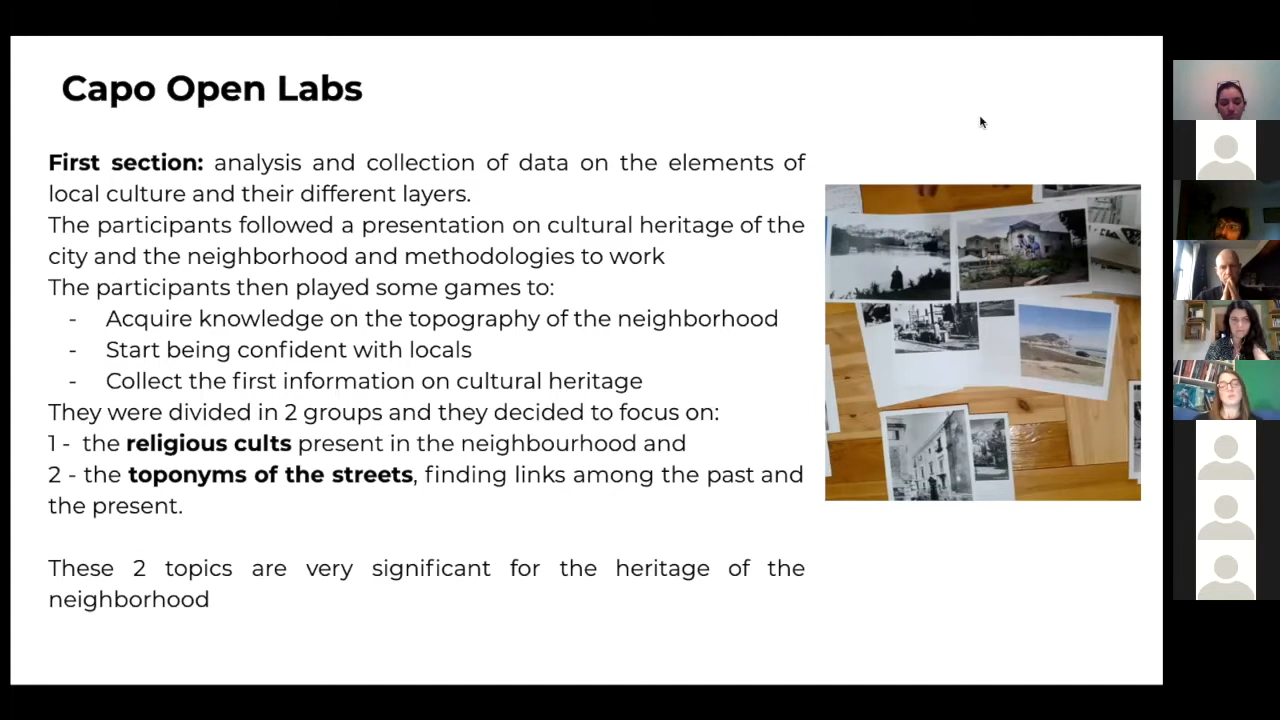 Capo Open Labs
First section: analysis and collection of data on the elements of
local culture and their different layers.
The participants followed a presentation on cultural heritage of the
city and the neighborhood and methodologies to work
The participants then played some games to:
- Acquire knowledge on the topography of the neighborhood
- Start being confident with locals
- Collect the first information on cultural heritage
They were divided in 2 groups and they decided to focus on:
1 - the religious cults present in the neighbourhood and
2 - the toponyms of the streets, finding links among the past and
the present.
These 2 topics are very significant for the heritage of the
neighborhood